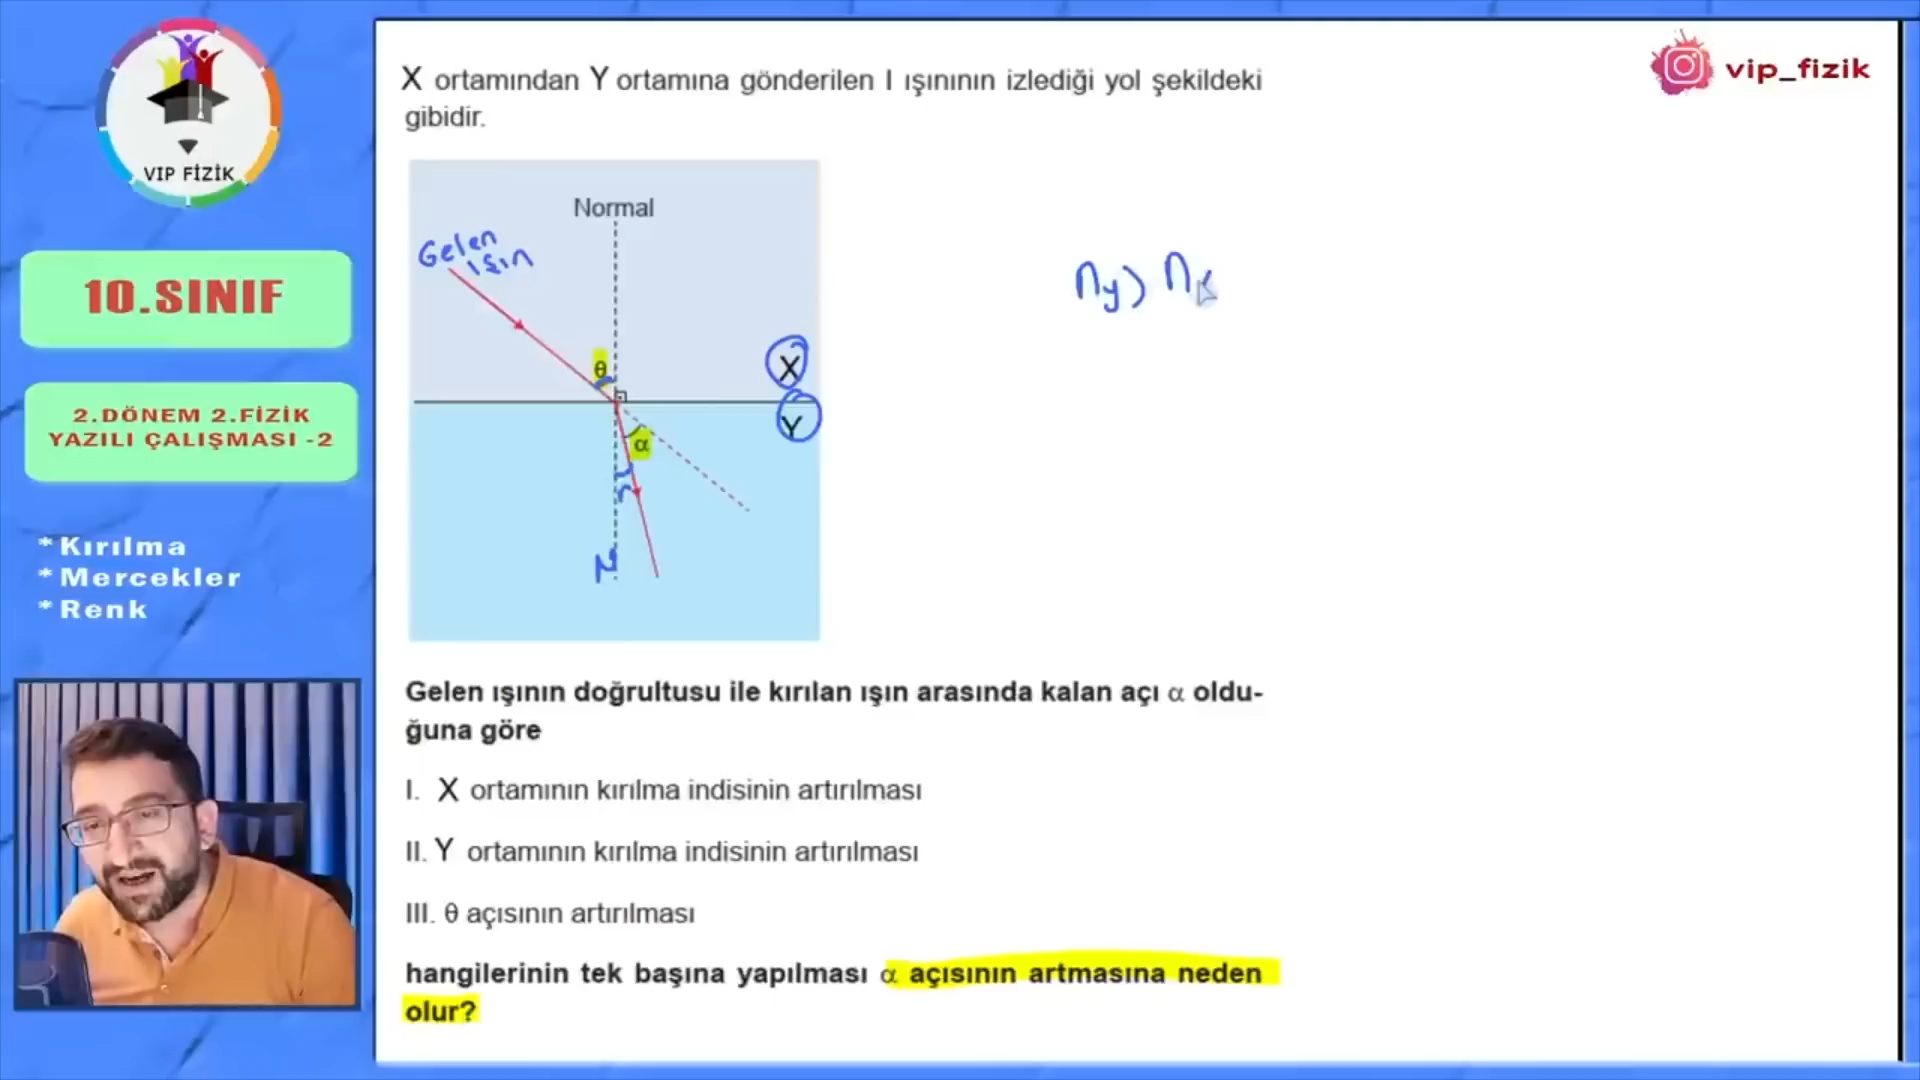 VIP FİZİK
10.SINIF
2.DÖNEM 2.FİZİK
YAZILI ÇALIŞMASI -2
* Kırılma
* Mercekler
* Renk
vip_fizik
X ortamından Y ortamına gönderilen I ışınının izlediği yol şekildeki
gibidir.
Normal
Gelen
ışın
θ
X
Y
α
r
N
ny > nx
Gelen ışının doğrultusu ile kırılan ışın arasında kalan açı α oldu-
ğuna göre
I. X ortamının kırılma indisinin artırılması
II. Y ortamının kırılma indisinin artırılması
III. θ açısının artırılması
hangilerinin tek başına yapılması α açısının artmasına neden
olur?